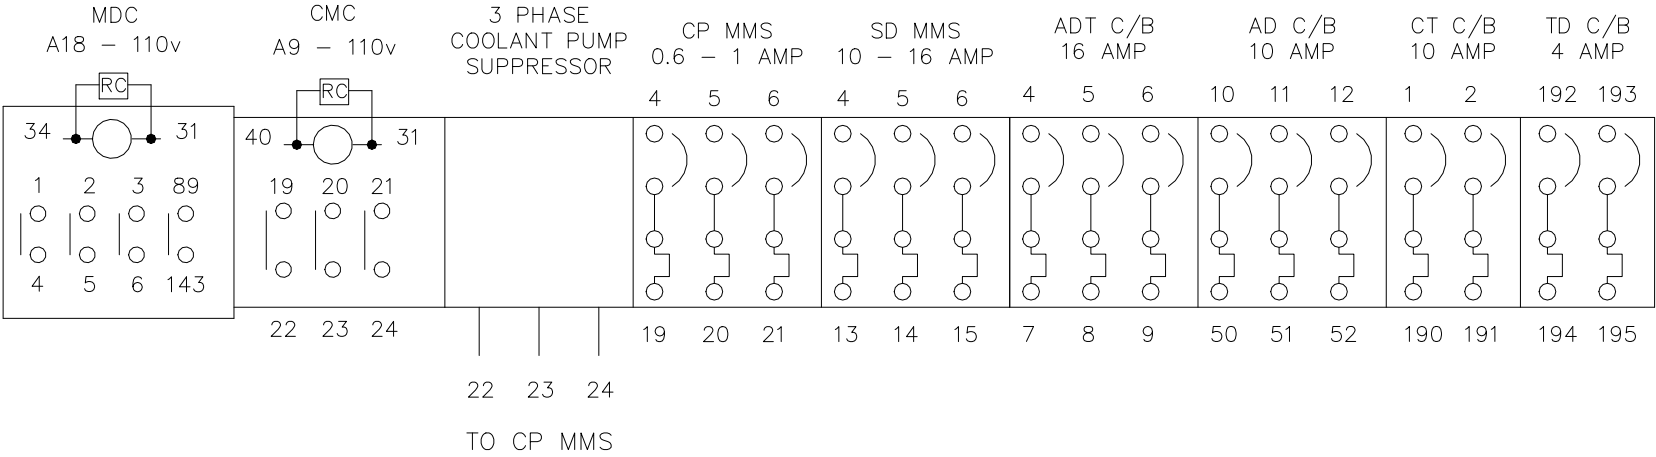 MDC
A18 – 110v
CMC
A9 – 110v
3 PHASE
COOLANT PUMP
SUPPRESSOR
CP MMS
0.6 – 1 AMP
SD MMS
10 – 16 AMP
ADT C/B
16 AMP
AD C/B
10 AMP
CT C/B
10 AMP
TD C/B
4 AMP
RC
RC
4 5 6
4 5 6
4 5 6
10 11 12
1 2
192 193
34 31
40 31
1 2 3 89
19 20 21
4 5 6 143
22 23 24
19 20 21
13 14 15
7 8 9
50 51 52
190 191
194 195
22 23 24
TO CP MMS